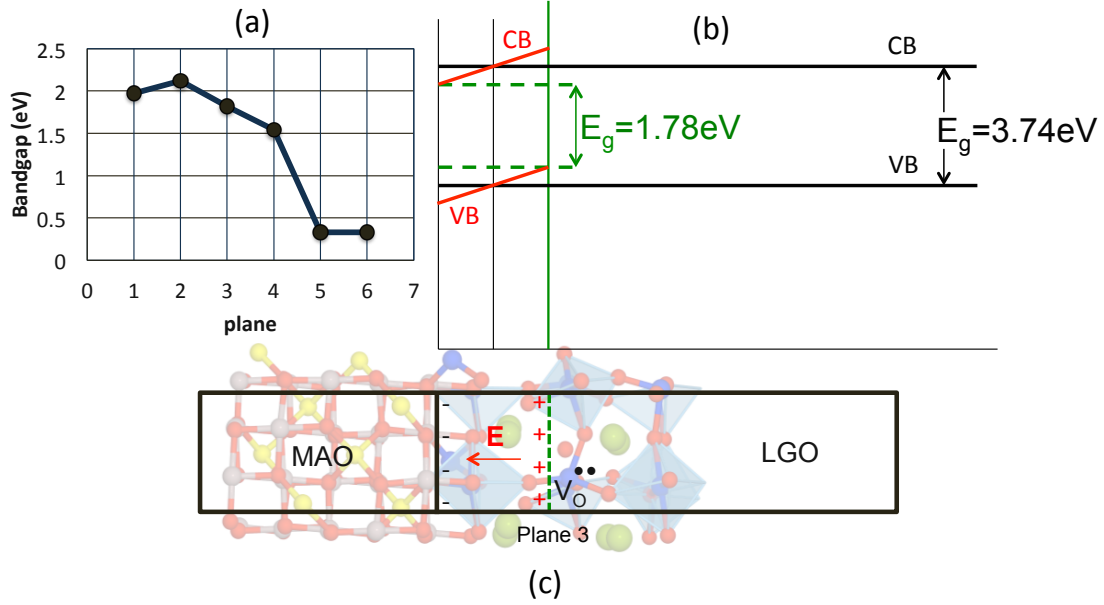 (a)
2.5
2
1.5
1
0.5
0
Bandgap (eV)
0 1 2 3 4 5 6 7
plane
(b)
CB
CB
E_g=1.78eV
E_g=3.74eV
VB
VB
- - - -
+ + + +
E
MAO
LGO
V_O••
Plane 3
(c)